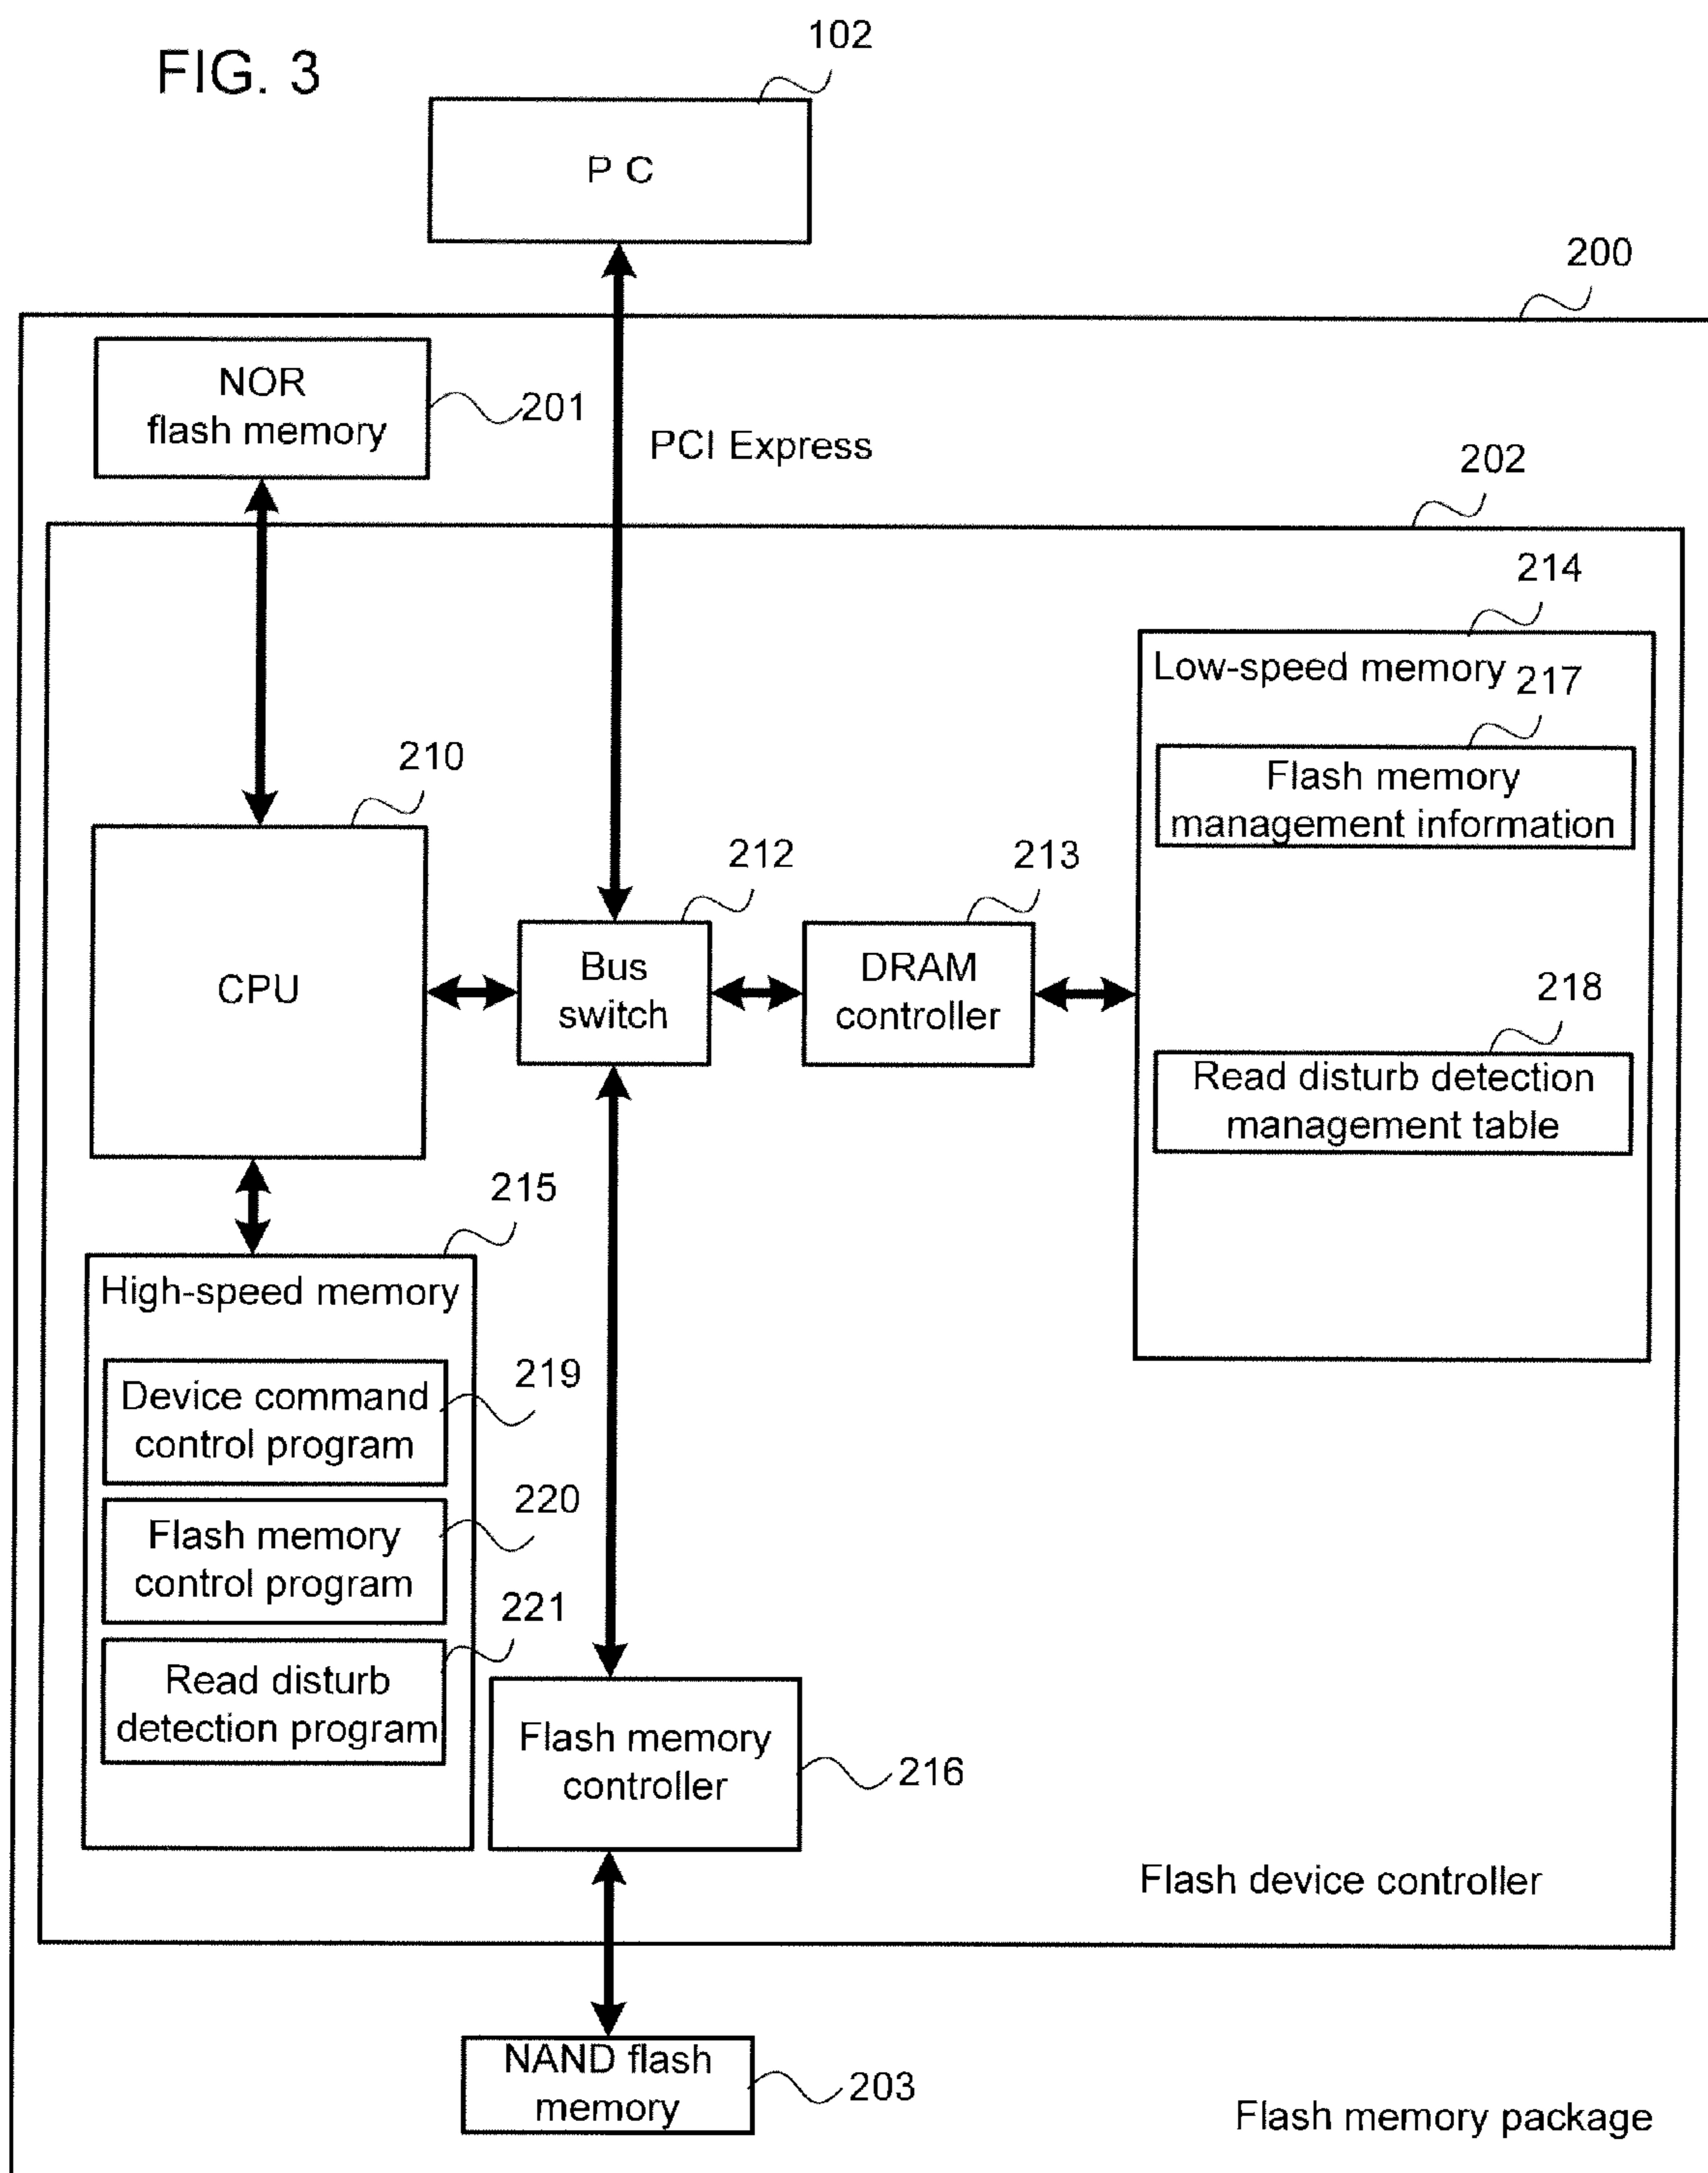 FIG. 3
102
P C
200
NOR
flash memory
201
PCI Express
202
214
Low-speed memory
217
Flash memory
management information
210
212
213
CPU
Bus
switch
DRAM
controller
218
Read disturb detection
management table
215
High-speed memory
219
Device command
control program
220
Flash memory
control program
221
Read disturb
detection program
Flash memory
controller
216
Flash device controller
NAND flash
memory
203
Flash memory package